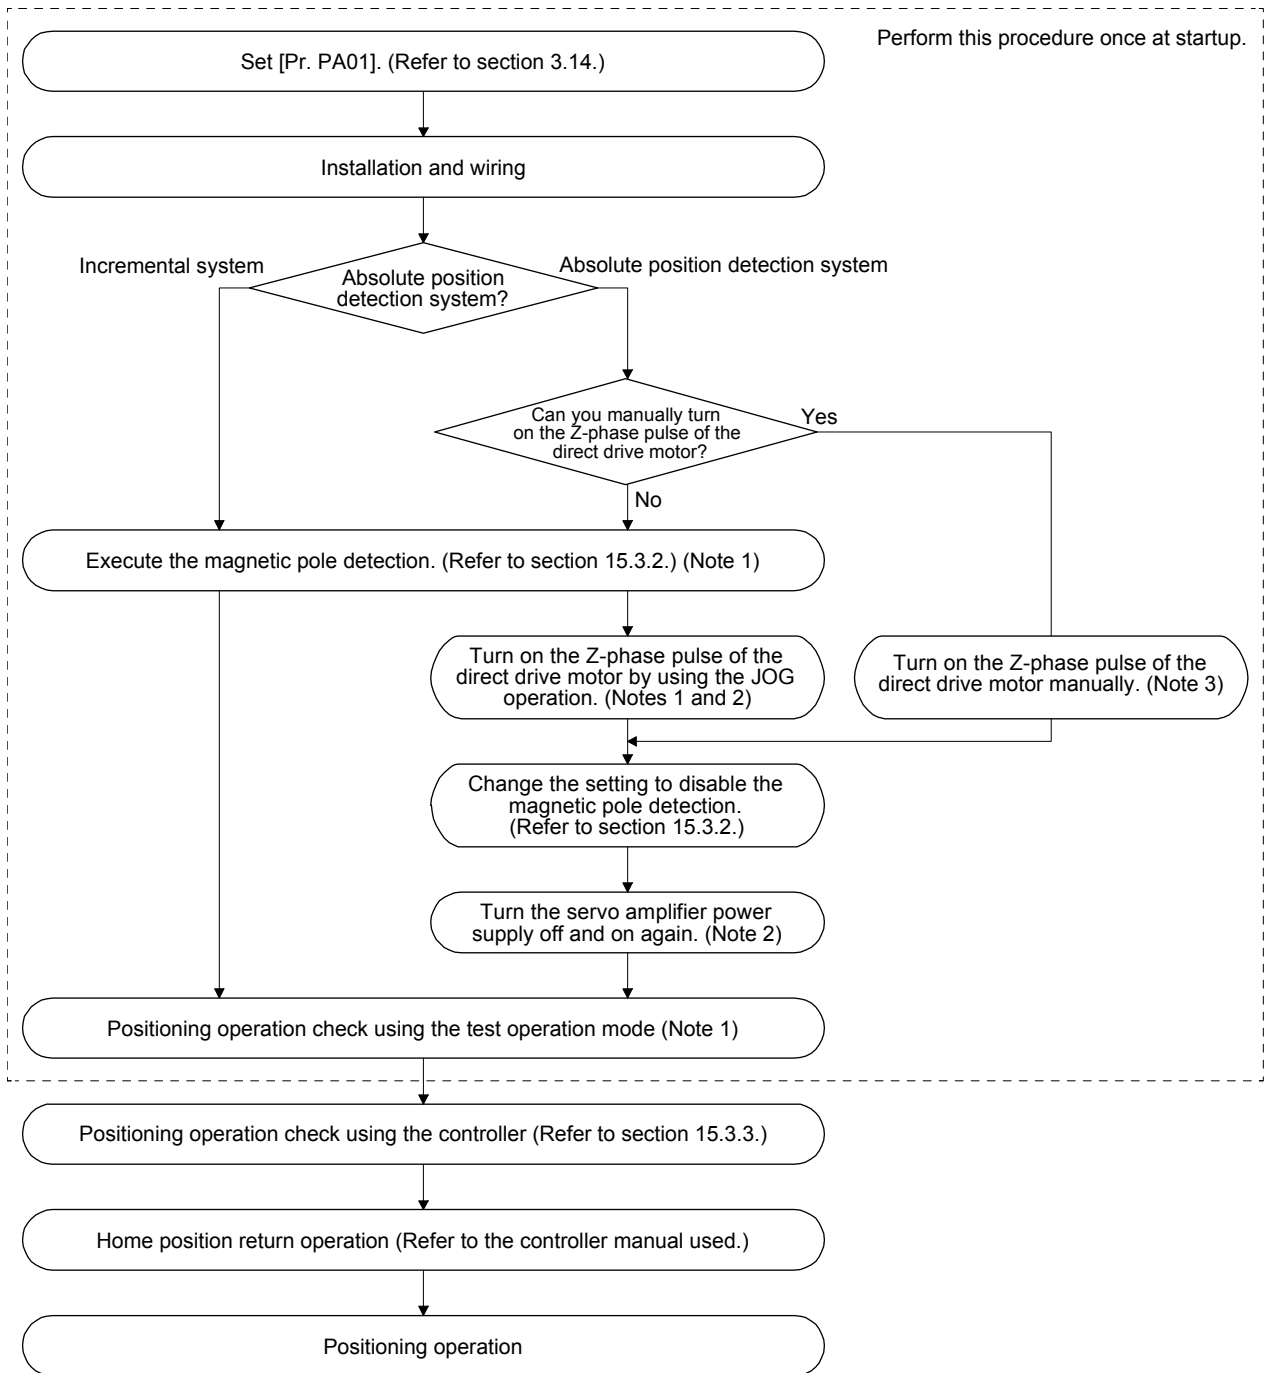 Perform this procedure once at startup.
Set [Pr. PA01]. (Refer to section 3.14.)
Installation and wiring
Incremental system
Absolute position
detection system?
Absolute position detection system
Can you manually turn
on the Z-phase pulse of the
direct drive motor?
Yes
No
Execute the magnetic pole detection. (Refer to section 15.3.2.) (Note 1)
Turn on the Z-phase pulse of the
direct drive motor by using the JOG
operation. (Notes 1 and 2)
Turn on the Z-phase pulse of the
direct drive motor manually. (Note 3)
Change the setting to disable the
magnetic pole detection.
(Refer to section 15.3.2.)
Turn the servo amplifier power
supply off and on again. (Note 2)
Positioning operation check using the test operation mode (Note 1)
Positioning operation check using the controller (Refer to section 15.3.3.)
Home position return operation (Refer to the controller manual used.)
Positioning operation